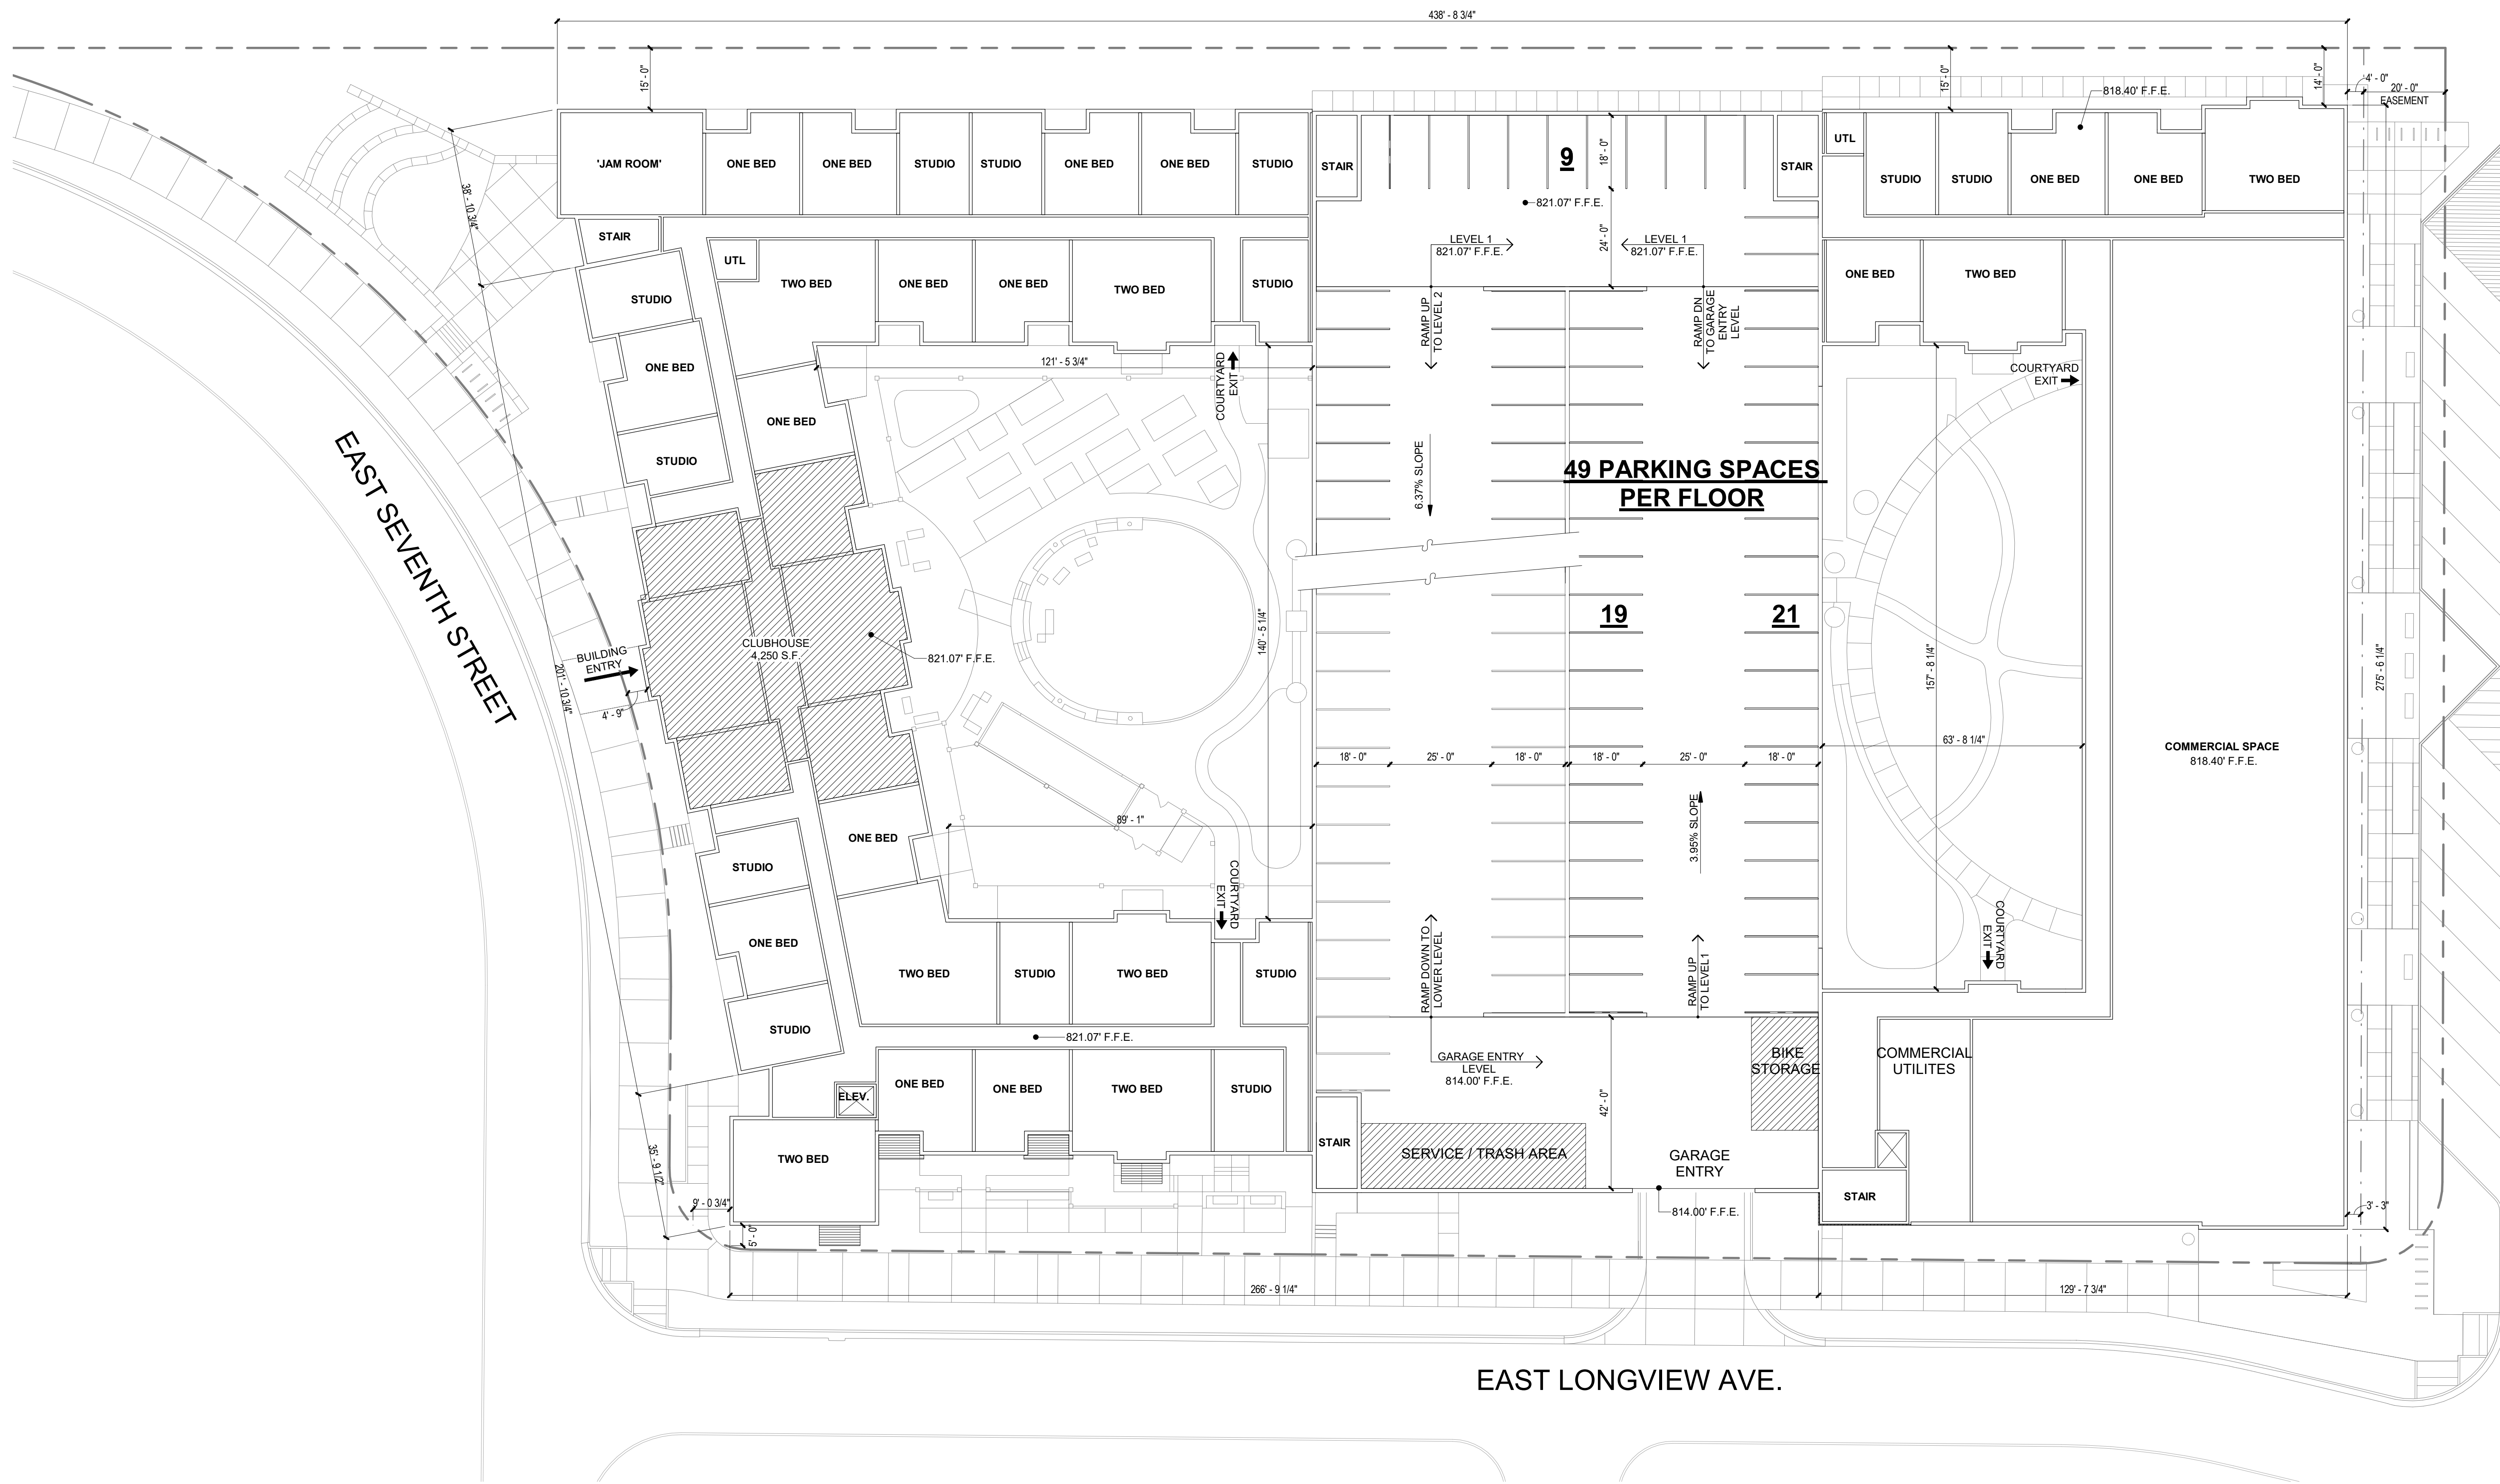 438' - 8 3/4"
15' - 0"
15' - 0"
14' - 0"
4' - 0"
20' - 0"
EASEMENT
818.40' F.F.E.
38' - 10 3/4"
'JAM ROOM'
ONE BED
ONE BED
STUDIO
STUDIO
ONE BED
ONE BED
STUDIO
STAIR
9
18' - 0"
STAIR
UTL
STUDIO
STUDIO
ONE BED
ONE BED
TWO BED
821.07' F.F.E.
STAIR
UTL
STUDIO
TWO BED
ONE BED
ONE BED
TWO BED
STUDIO
LEVEL 1
821.07' F.F.E.
24' - 0"
LEVEL 1
821.07' F.F.E.
ONE BED
TWO BED
RAMP UP
TO LEVEL 2
RAMP DN
TO GARAGE
ENTRY
LEVEL
ONE BED
121' - 5 3/4"
COURTYARD
EXIT
COURTYARD
EXIT
ONE BED
STUDIO
6.37% SLOPE
49 PARKING SPACES
PER FLOOR
EAST SEVENTH STREET
19
21
BUILDING
ENTRY
201' - 10 3/4"
4' - 9"
CLUBHOUSE
4,250 S.F.
821.07' F.F.E.
140' - 5 1/4"
157' - 8 1/4"
275' - 6 1/4"
18' - 0"
25' - 0"
18' - 0"
18' - 0"
25' - 0"
18' - 0"
63' - 8 1/4"
COMMERCIAL SPACE
818.40' F.F.E.
89' - 1"
3.95% SLOPE
STUDIO
ONE BED
COURTYARD
EXIT
COURTYARD
EXIT
ONE BED
TWO BED
STUDIO
TWO BED
STUDIO
RAMP DOWN TO
LOWER LEVEL
RAMP UP
TO LEVEL1
STUDIO
821.07' F.F.E.
GARAGE ENTRY
LEVEL
814.00' F.F.E.
BIKE
STORAGE
COMMERCIAL
UTILITES
ELEV.
ONE BED
ONE BED
TWO BED
STUDIO
42' - 0"
35' - 9 1/2"
TWO BED
STAIR
SERVICE / TRASH AREA
GARAGE
ENTRY
STAIR
9' - 0 3/4"
5' - 0"
814.00' F.F.E.
3' - 3"
266' - 9 1/4"
129' - 7 3/4"
EAST LONGVIEW AVE.